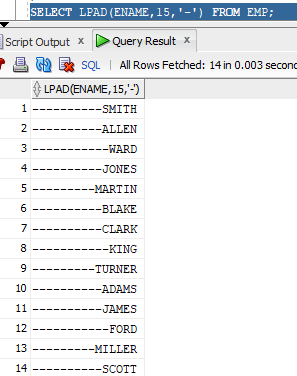 SELECT LPAD(ENAME,15,'-') FROM EMP;
Script Output x Query Result x
SQL | All Rows Fetched: 14 in 0.003 secon
LPAD(ENAME,15,'-')
1 ----------SMITH
2 ----------ALLEN
3 -----------WARD
4 ----------JONES
5 ---------MARTIN
6 ----------BLAKE
7 ----------CLARK
8 -----------KING
9 ---------TURNER
10 ----------ADAMS
11 ----------JAMES
12 -----------FORD
13 ---------MILLER
14 ----------SCOTT